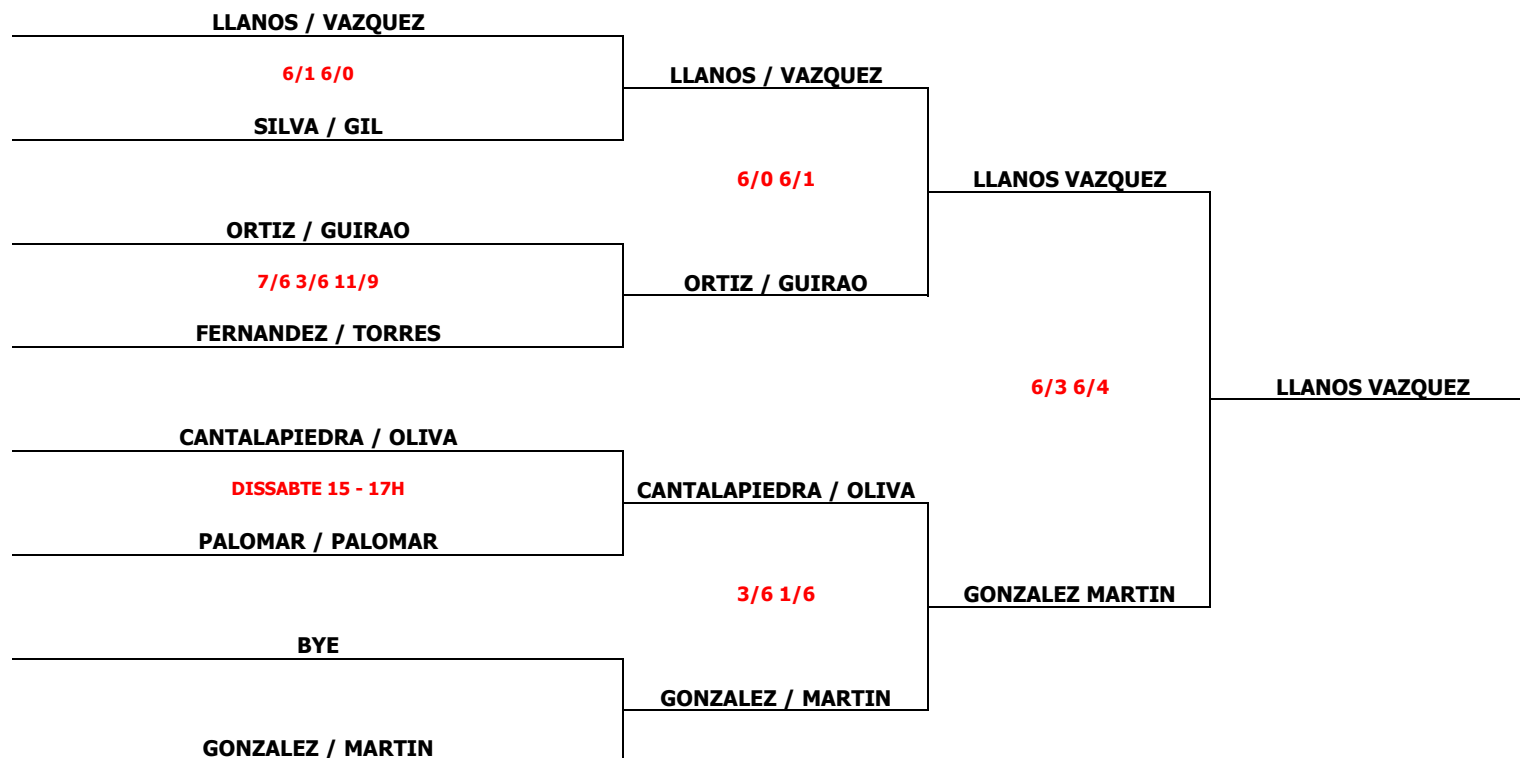 LLANOS / VAZQUEZ
6/1 6/0
LLANOS / VAZQUEZ
SILVA / GIL
6/0 6/1
LLANOS VAZQUEZ
ORTIZ / GUIRAO
7/6 3/6 11/9
ORTIZ / GUIRAO
FERNANDEZ / TORRES
6/3 6/4
LLANOS VAZQUEZ
CANTALAPIEDRA / OLIVA
DISSABTE 15 - 17H
CANTALAPIEDRA / OLIVA
PALOMAR / PALOMAR
3/6 1/6
GONZALEZ MARTIN
BYE
GONZALEZ / MARTIN
GONZALEZ / MARTIN